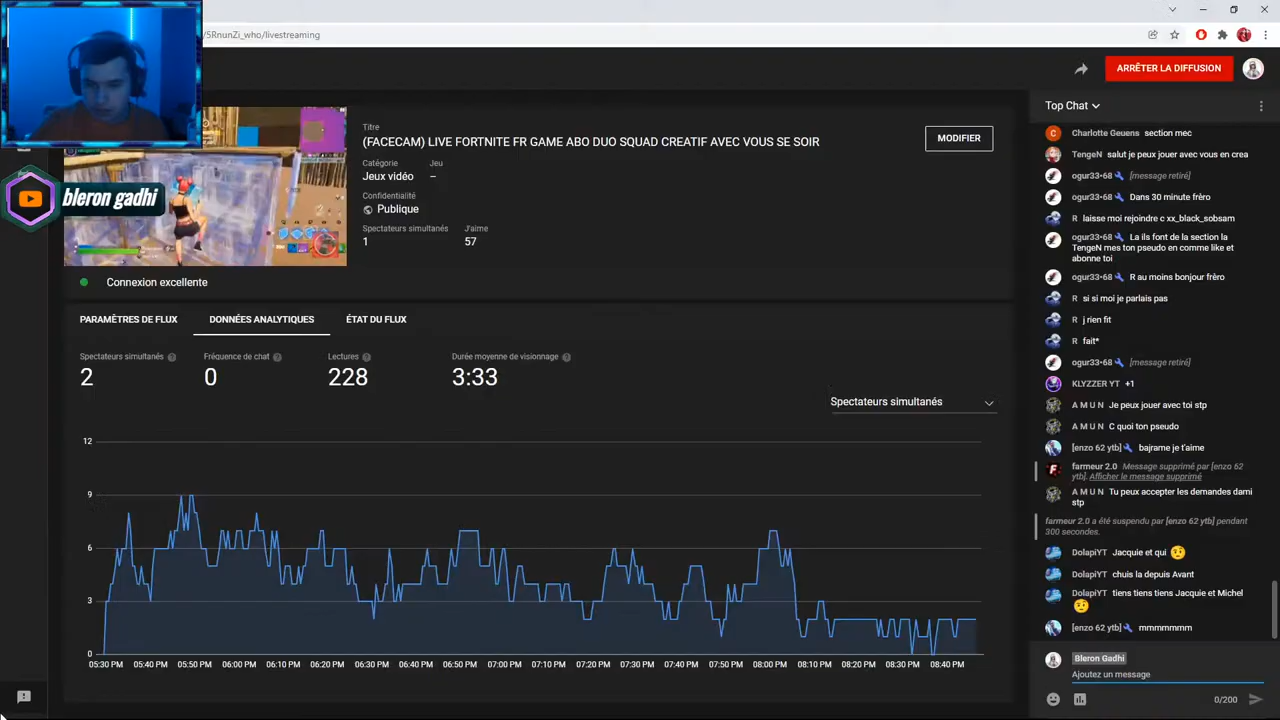 5RnunZi_who/livestreaming
ARRÊTER LA DIFFUSION
bleron gadhi
Titre
(FACECAM) LIVE FORTNITE FR GAME ABO DUO SQUAD CREATIF AVEC VOUS SE SOIR
MODIFIER
Catégorie
Jeu
Jeux vidéo
–
Confidentialité
Publique
Spectateurs simultanés
J'aime
1
57
Connexion excellente
PARAMÈTRES DE FLUX
DONNÉES ANALYTIQUES
ÉTAT DU FLUX
Spectateurs simultanés
Fréquence de chat
Lectures
Durée moyenne de visionnage
2
0
228
3:33
Spectateurs simultanés
12
9
6
3
0
05:30 PM 05:40 PM 05:50 PM 06:00 PM 06:10 PM 06:20 PM 06:30 PM 06:40 PM 06:50 PM 07:00 PM 07:10 PM 07:20 PM 07:30 PM 07:40 PM 07:50 PM 08:00 PM 08:10 PM 08:20 PM 08:30 PM 08:40 PM
Top Chat
Charlotte Geuens section mec
TengeN salut je peux jouer avec vous en crea
ogur33•68 [message retiré]
ogur33•68 Dans 30 minute frèro
R laisse moi rejoindre c xx_black_sobsam
ogur33•68 La ils font de la section la
TengeN mes ton pseudo en comme like et
abonne toi
ogur33•68 R au moins bonjour frèro
R si si moi je parlais pas
R j rien fit
R fait*
ogur33•68 [message retiré]
KLYZZER YT +1
A M U N Je peux jouer avec toi stp
A M U N C quoi ton pseudo
[enzo 62 ytb] bajrame je t'aime
farmeur 2.0 Message supprimé par [enzo 62
ytb]. Afficher le message supprimé
A M U N Tu peux accepter les demandes dami
stp
farmeur 2.0 a été suspendu par [enzo 62 ytb] pendant
300 secondes.
DolapiYT Jacquie et qui 🤨
DolapiYT chuis la depuis Avant
DolapiYT tiens tiens tiens Jacquie et Michel
🤨
[enzo 62 ytb] mmmmmmm
Bleron Gadhi
Ajoutez un message
0/200